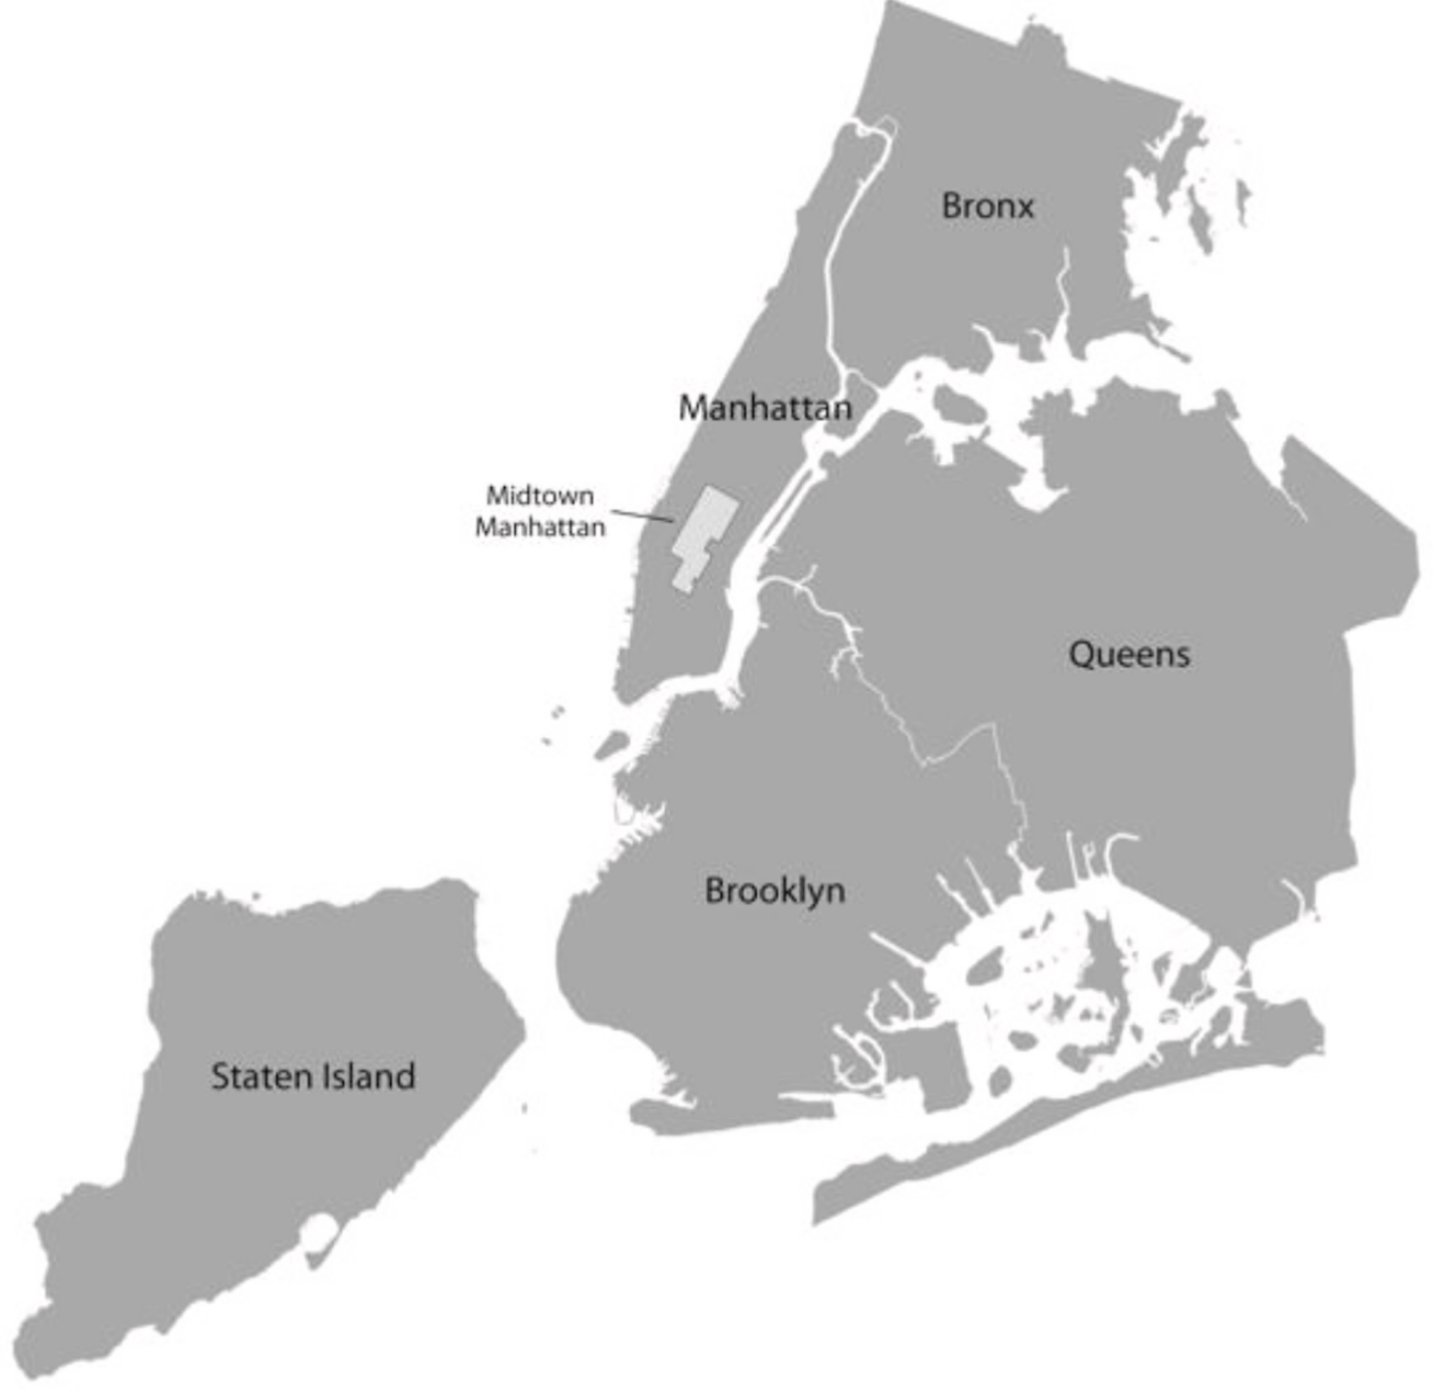 Bronx
Manhattan
Midtown
Manhattan
Queens
Brooklyn
Staten Island